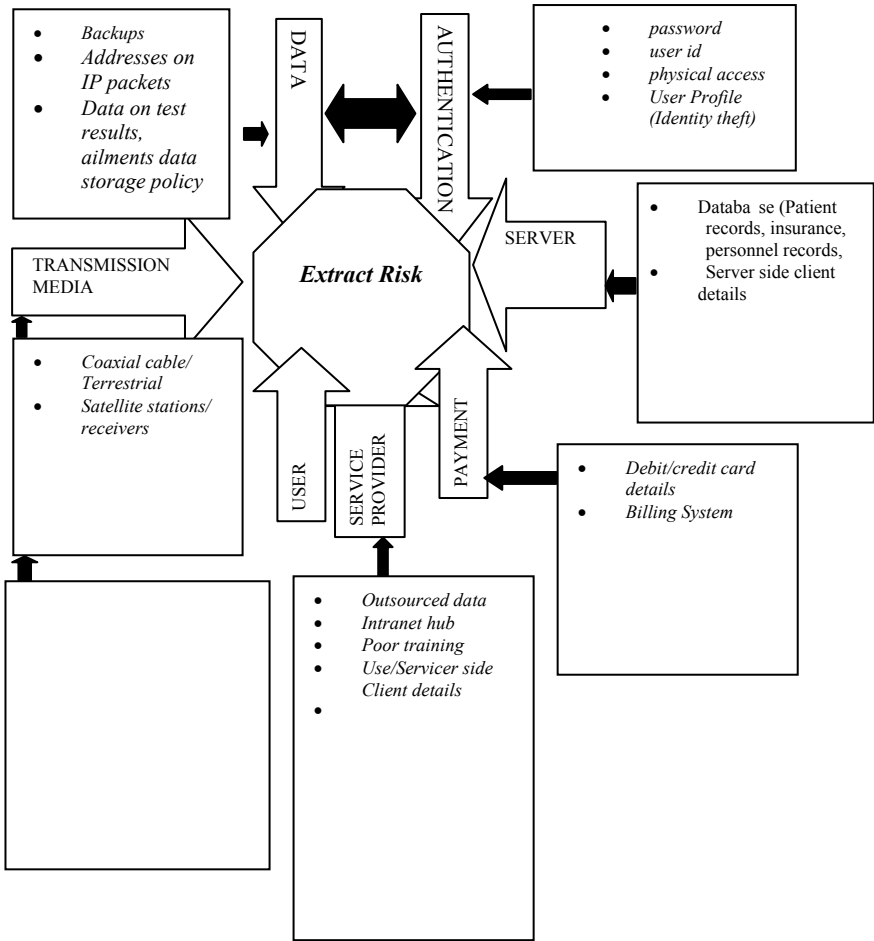 • Backups
• Addresses on
IP packets
• Data on test
results,
ailments data
storage policy
DATA
AUTHENTICATION
• password
• user id
• physical access
• User Profile
(Identity theft)
TRANSMISSION
MEDIA
Extract Risk
SERVER
• Databa se (Patient
records, insurance,
personnel records,
• Server side client
details
• Coaxial cable/
Terrestrial
• Satellite stations/
receivers
USER
SERVICE
PROVIDER
PAYMENT
• Debit/credit card
details
• Billing System
• Outsourced data
• Intranet hub
• Poor training
• Use/Servicer side
Client details
•